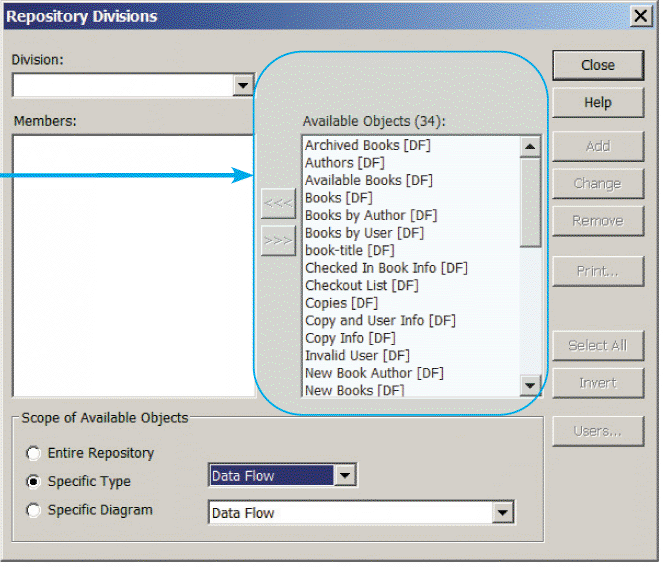 Repository Divisions
Division:
Close
Help
Members:
Available Objects (34):
Archived Books [DF]
Authors [DF]
Available Books [DF]
Books [DF]
Books by Author [DF]
Books by User [DF]
book-title [DF]
Checked In Book Info [DF]
Checkout List [DF]
Copies [DF]
Copy and User Info [DF]
Copy Info [DF]
Invalid User [DF]
New Book Author [DF]
New Books [DF]
<<<
>>>
Add
Change
Remove
Print...
Select All
Invert
Users...
Scope of Available Objects
Entire Repository
Specific Type
Data Flow
Specific Diagram
Data Flow